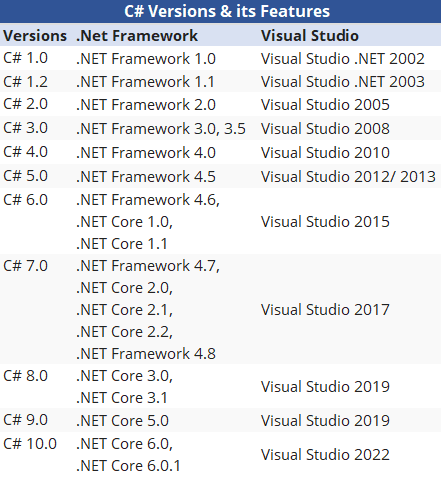 C# Versions & its Features
Versions .Net Framework Visual Studio
C# 1.0 .NET Framework 1.0 Visual Studio .NET 2002
C# 1.2 .NET Framework 1.1 Visual Studio .NET 2003
C# 2.0 .NET Framework 2.0 Visual Studio 2005
C# 3.0 .NET Framework 3.0, 3.5 Visual Studio 2008
C# 4.0 .NET Framework 4.0 Visual Studio 2010
C# 5.0 .NET Framework 4.5 Visual Studio 2012/ 2013
C# 6.0 .NET Framework 4.6,
.NET Core 1.0, Visual Studio 2015
.NET Core 1.1
C# 7.0 .NET Framework 4.7,
.NET Core 2.0,
.NET Core 2.1, Visual Studio 2017
.NET Core 2.2,
.NET Framework 4.8
C# 8.0 .NET Core 3.0,
Visual Studio 2019
.NET Core 3.1
C# 9.0 .NET Core 5.0 Visual Studio 2019
C# 10.0 .NET Core 6.0,
Visual Studio 2022
.NET Core 6.0.1